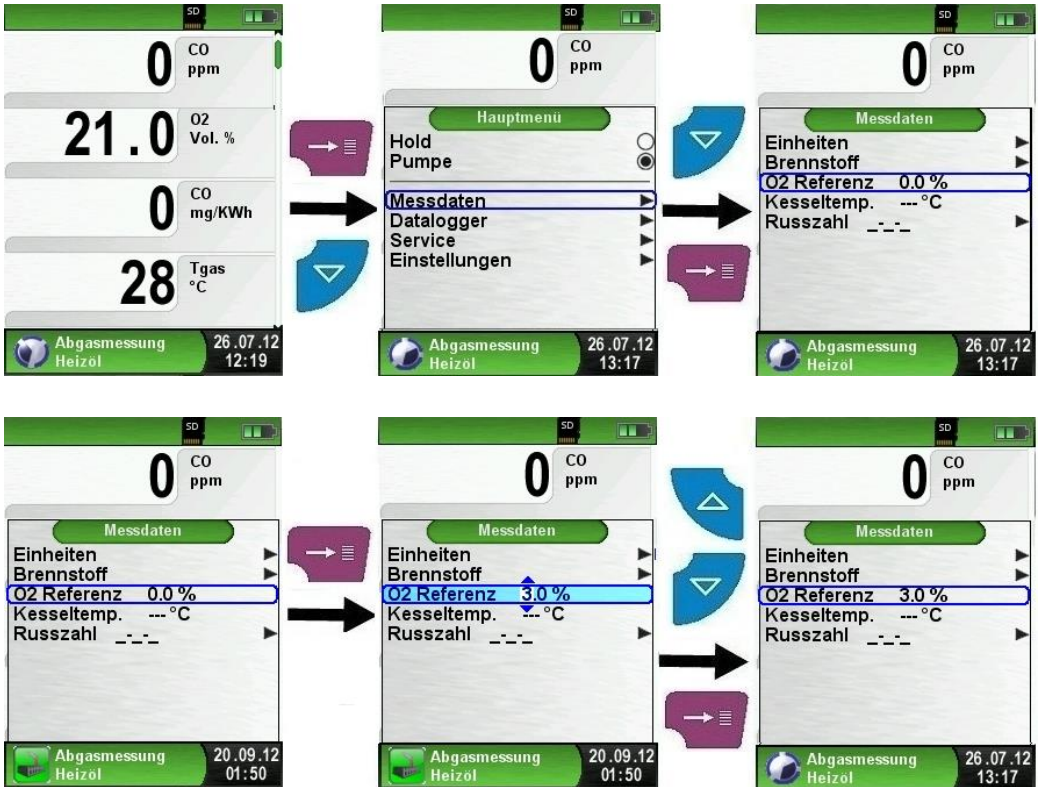 SD
0 CO
ppm
21.0 O2
Vol. %
0 CO
mg/KWh
28 Tgas
°C
Abgasmessung 26.07.12
Heizöl 12:19
SD
0 CO
ppm
Hauptmenü
Hold
Pumpe
Messdaten
Datalogger
Service
Einstellungen
Abgasmessung 26.07.12
Heizöl 13:17
SD
0 CO
ppm
Messdaten
Einheiten
Brennstoff
O2 Referenz 0.0 %
Kesseltemp. --- °C
Russzahl _-_-_
Abgasmessung 26.07.12
Heizöl 13:17
SD
0 CO
ppm
Messdaten
Einheiten
Brennstoff
O2 Referenz 0.0 %
Kesseltemp. --- °C
Russzahl _-_-_
Abgasmessung 20.09.12
Heizöl 01:50
SD
0 CO
ppm
Messdaten
Einheiten
Brennstoff
O2 Referenz 3.0 %
Kesseltemp. --- °C
Russzahl _-_-_
Abgasmessung 20.09.12
Heizöl 01:50
SD
0 CO
ppm
Messdaten
Einheiten
Brennstoff
O2 Referenz 3.0 %
Kesseltemp. --- °C
Russzahl _-_-_
Abgasmessung 26.07.12
Heizöl 13:17